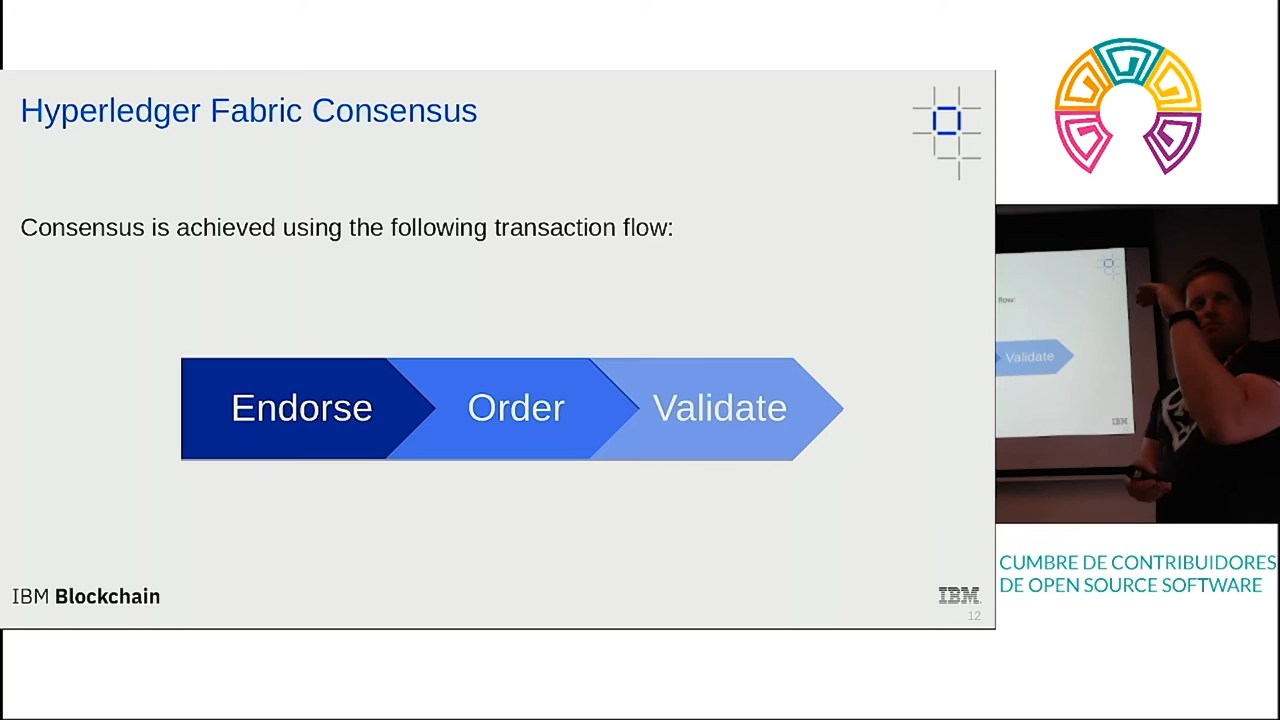 Hyperledger Fabric Consensus
Consensus is achieved using the following transaction flow:
Endorse
Order
Validate
IBM Blockchain
IBM
12
flow:
Validate
IBM
CUMBRE DE CONTRIBUIDORES
DE OPEN SOURCE SOFTWARE